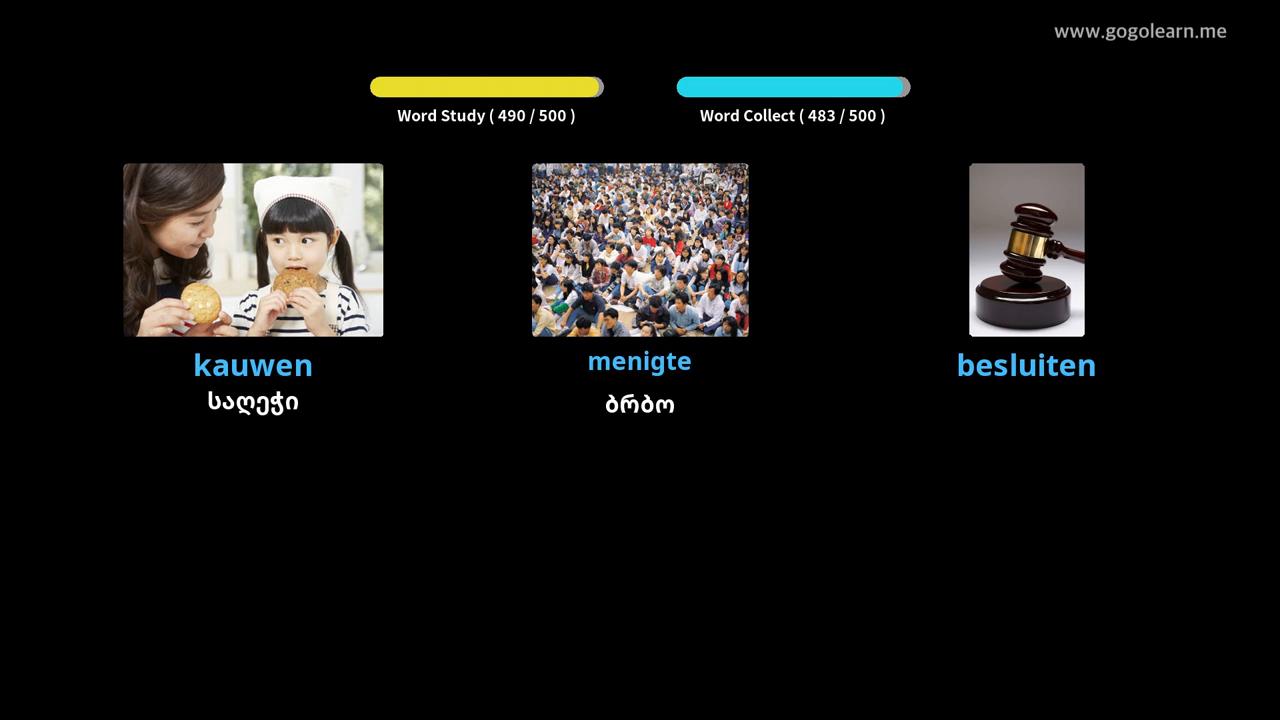 www.gogolearn.me
Word Study ( 490 / 500 )
Word Collect ( 483 / 500 )
kauwen
საღეჭი
menigte
ბრბო
besluiten